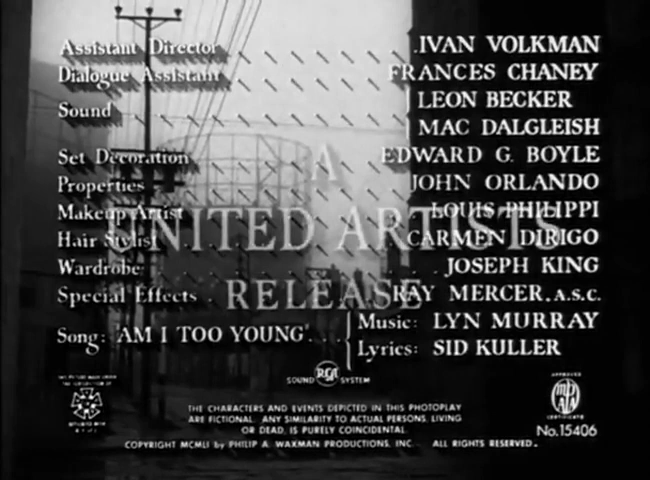 Assistant Director . . . . . . . . . . IVAN VOLKMAN
Dialogue Assistant . . . . . . . . FRANCES CHANEY
Sound . . . . . . . . . . LEON BECKER
MAC DALGLEISH
Set Decoration . . . . . . . . EDWARD G. BOYLE
Properties . . . . . . . . . . JOHN ORLANDO
Makeup Artist . . . . . . . . LOUIS PHILIPPI
Hair Stylist . . . . . . . . CARMEN DIRIGO
Wardrobe . . . . . . . . . . JOSEPH KING
Special Effects . . . . . . . . RAY MERCER, A.S.C.
Song: "AM I TOO YOUNG" . . . Music: LYN MURRAY
Lyrics: SID KULLER
A
UNITED ARTISTS
RELEASE
SOUND RCA SYSTEM
THE CHARACTERS AND EVENTS DEPICTED IN THIS PHOTOPLAY
ARE FICTIONAL. ANY SIMILARITY TO ACTUAL PERSONS, LIVING
OR DEAD, IS PURELY COINCIDENTAL.
COPYRIGHT MCMLI by PHILIP A. WAXMAN PRODUCTIONS, INC. ALL RIGHTS RESERVED.
APPROVED
CERTIFICATE
No. 15406